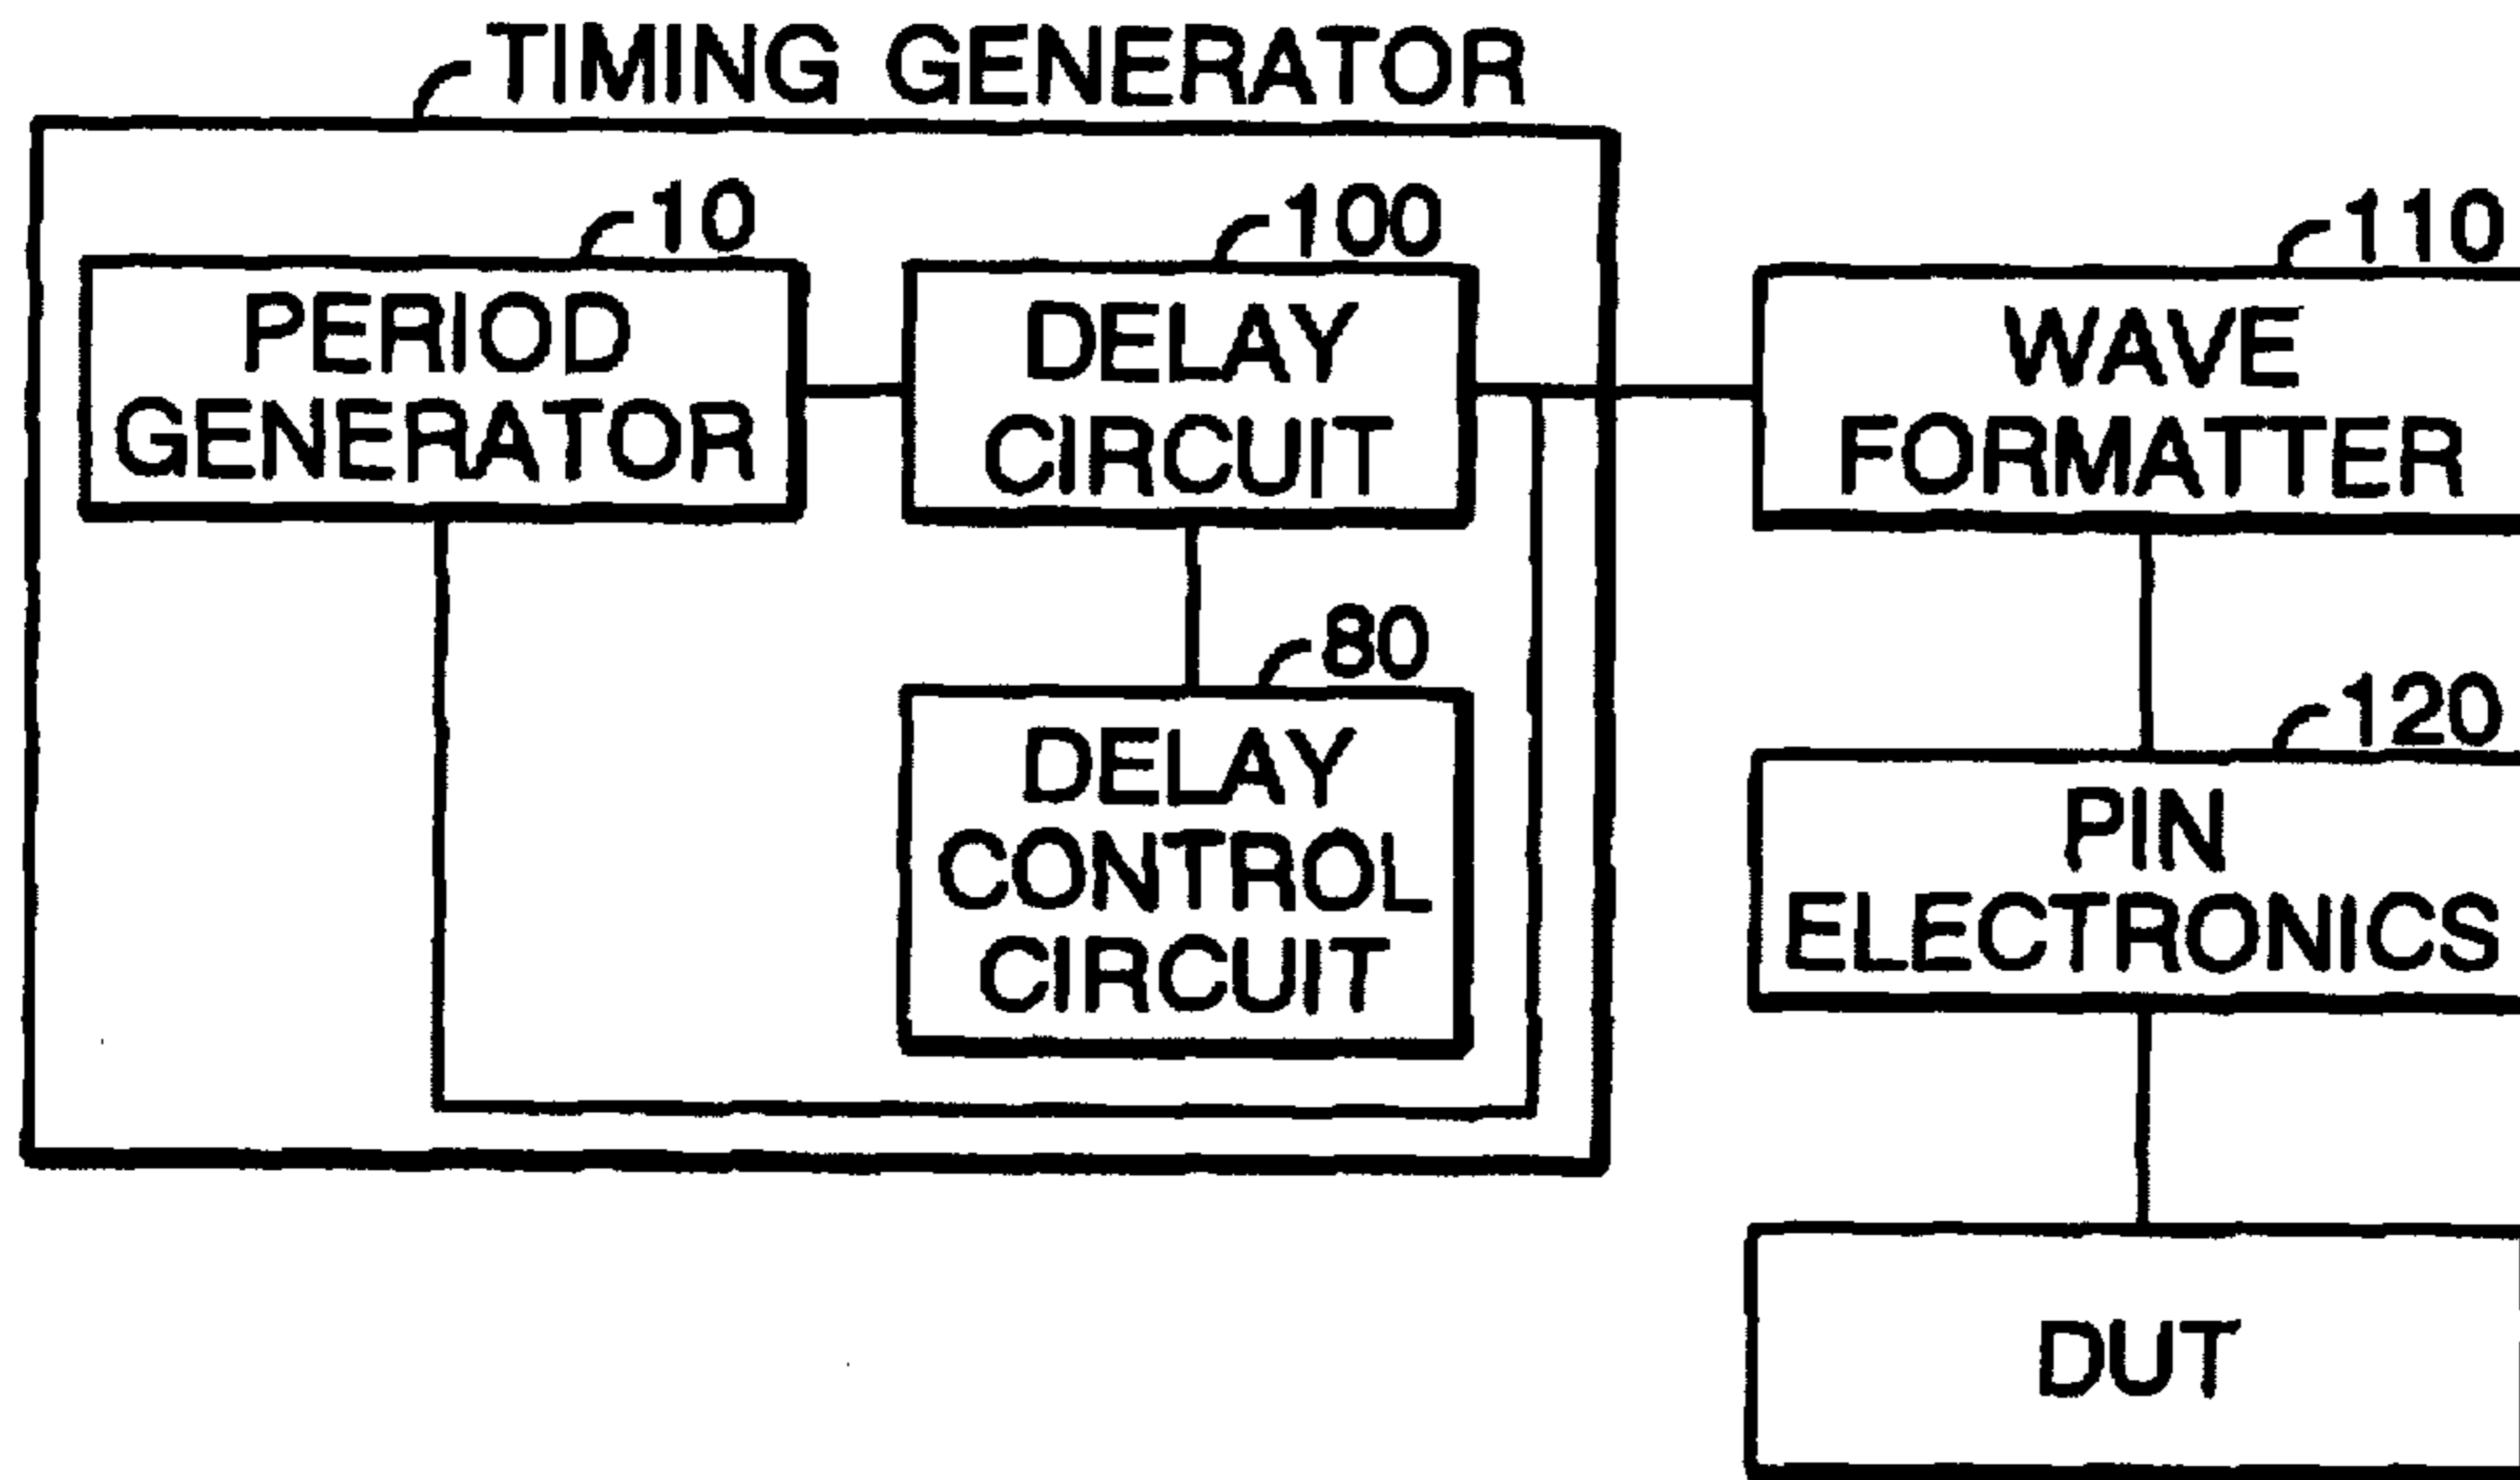 TIMING GENERATOR
10
PERIOD
GENERATOR
100
DELAY
CIRCUIT
80
DELAY
CONTROL
CIRCUIT
110
WAVE
FORMATTER
120
PIN
ELECTRONICS
DUT